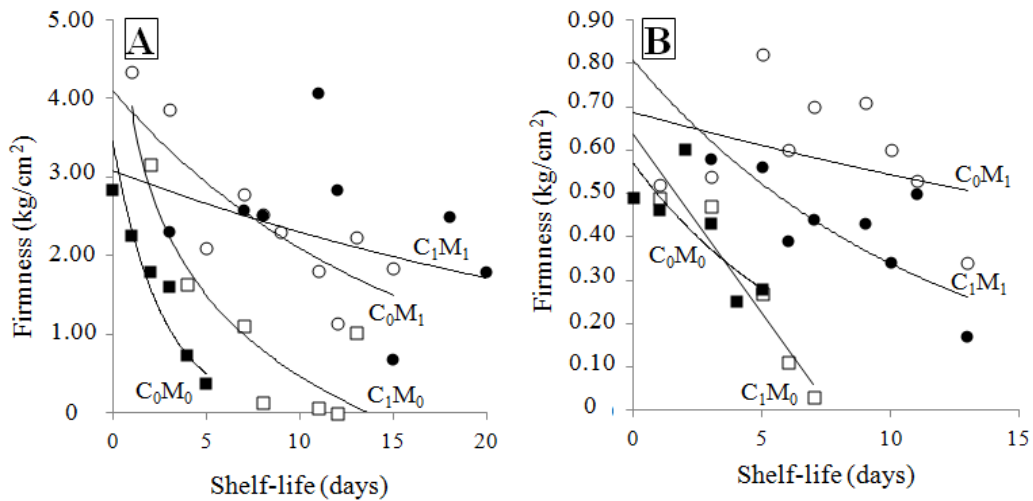 A
Firmness (kg/cm²)
5.00
4.00
3.00
2.00
1.00
0
C₁M₁
C₀M₁
C₀M₀
C₁M₀
0
5
10
15
20
Shelf-life (days)
B
Firmness (kg/cm²)
0.80
0.70
0.60
0.50
0.40
0.30
0.20
0.10
0
C₀M₁
C₀M₀
C₁M₁
C₁M₀
0
5
10
15
Shelf-life (days)